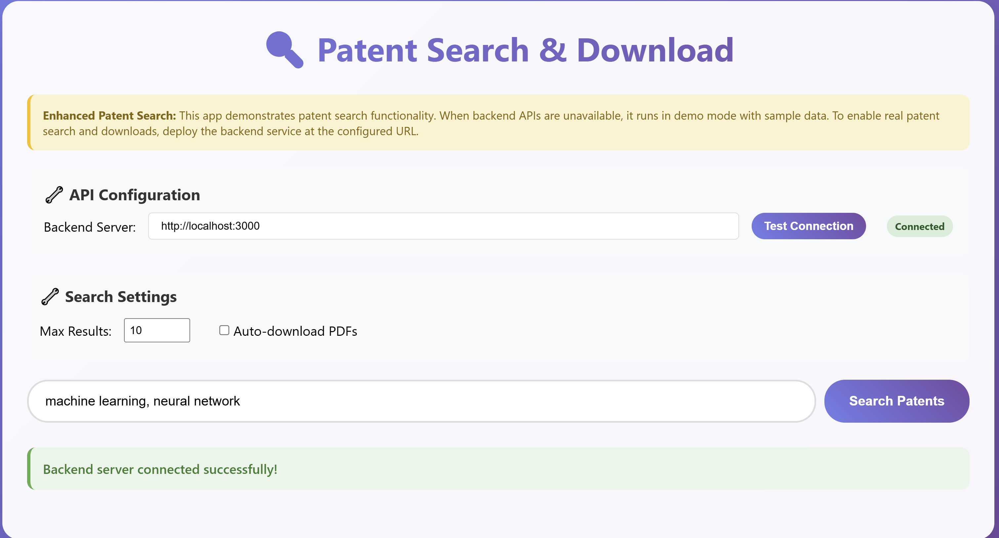 Patent Search & Download
Enhanced Patent Search: This app demonstrates patent search functionality. When backend APIs are unavailable, it runs in demo mode with sample data. To enable real patent
search and downloads, deploy the backend service at the configured URL.
API Configuration
Backend Server: http://localhost:3000 Test Connection Connected
Search Settings
Max Results: 10 Auto-download PDFs
machine learning, neural network Search Patents
Backend server connected successfully!